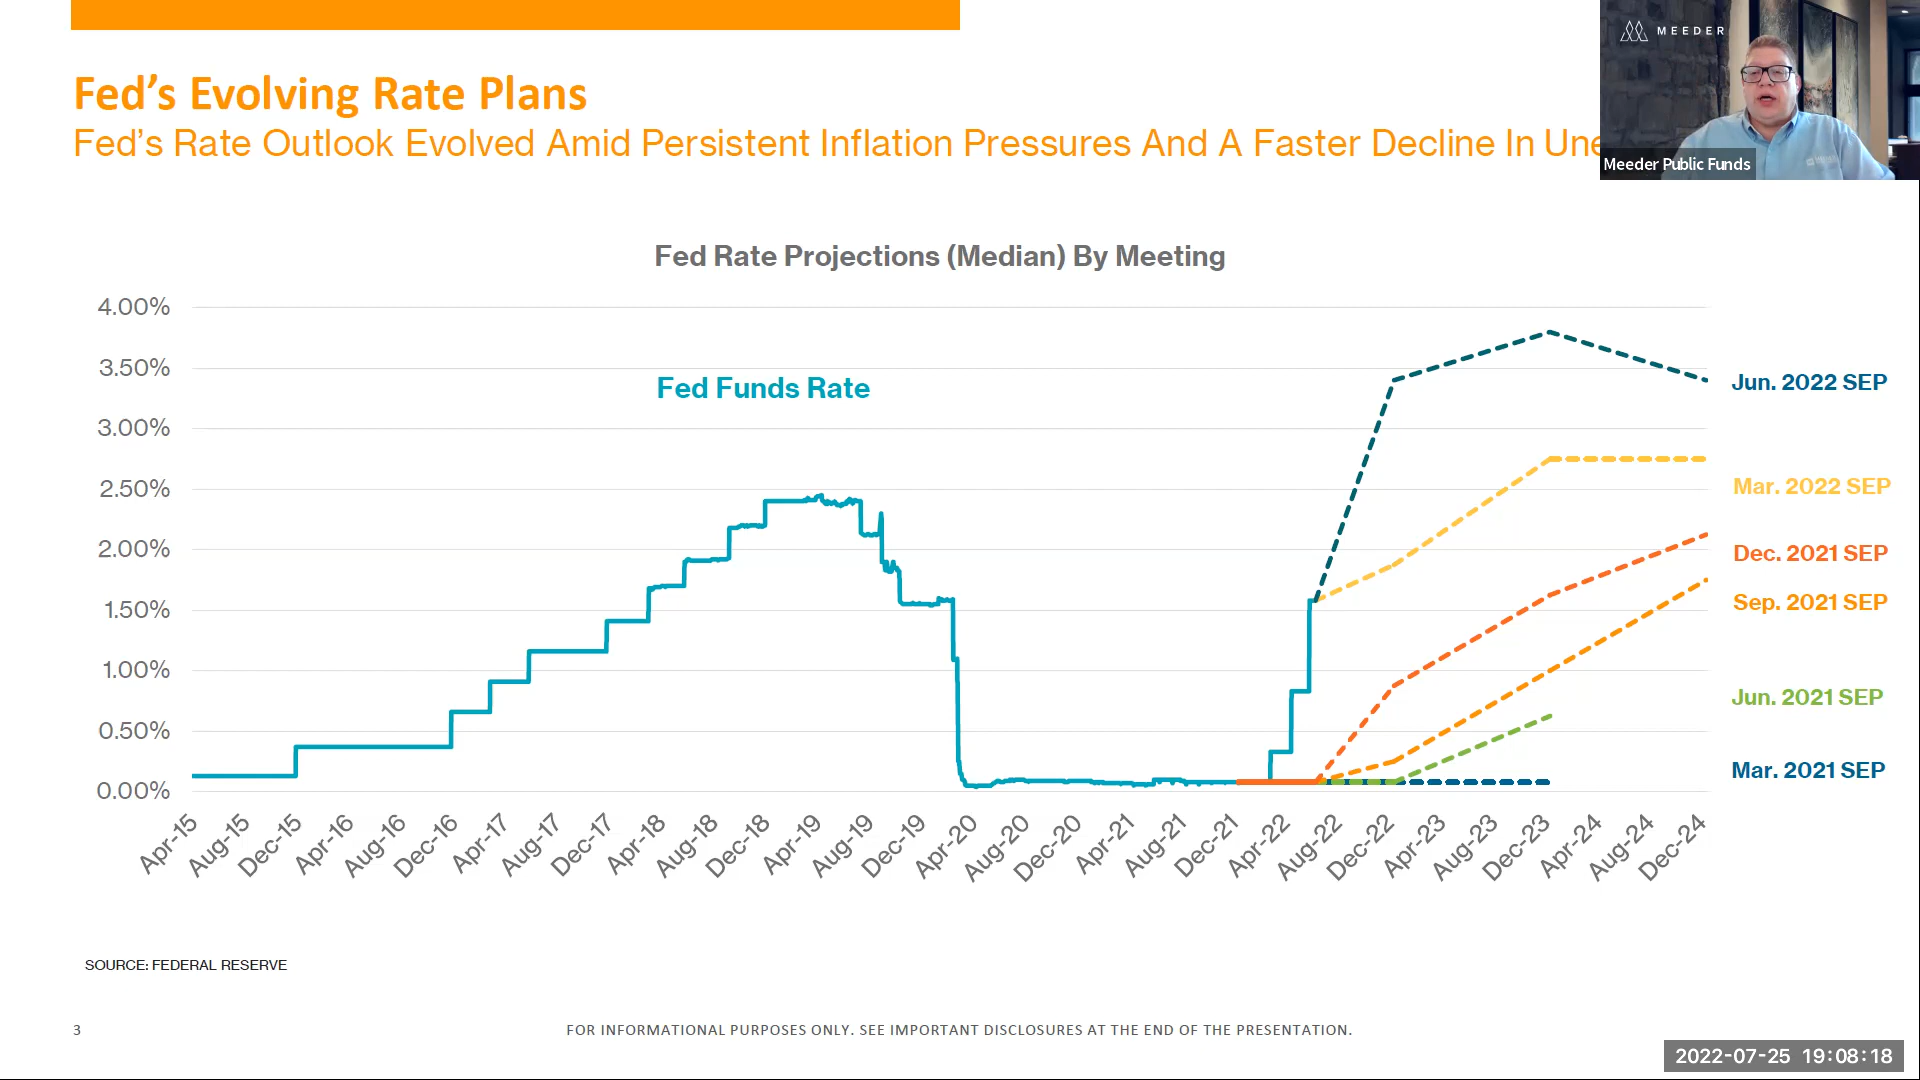 MEEDER
Fed's Evolving Rate Plans
Fed's Rate Outlook Evolved Amid Persistent Inflation Pressures And A Faster Decline In Une
Meeder Public Funds
Fed Rate Projections (Median) By Meeting
4.00%
3.50%
3.00%
2.50%
2.00%
1.50%
1.00%
0.50%
0.00%
Fed Funds Rate
Jun. 2022 SEP
Mar. 2022 SEP
Dec. 2021 SEP
Sep. 2021 SEP
Jun. 2021 SEP
Mar. 2021 SEP
Apr-15
Aug-15
Dec-15
Apr-16
Aug-16
Dec-16
Apr-17
Aug-17
Dec-17
Apr-18
Aug-18
Dec-18
Apr-19
Aug-19
Dec-19
Apr-20
Aug-20
Dec-20
Apr-21
Aug-21
Dec-21
Apr-22
Aug-22
Dec-22
Apr-23
Aug-23
Dec-23
Apr-24
Aug-24
Dec-24
SOURCE: FEDERAL RESERVE
3
FOR INFORMATIONAL PURPOSES ONLY. SEE IMPORTANT DISCLOSURES AT THE END OF THE PRESENTATION.
2022-07-25 19:08:18